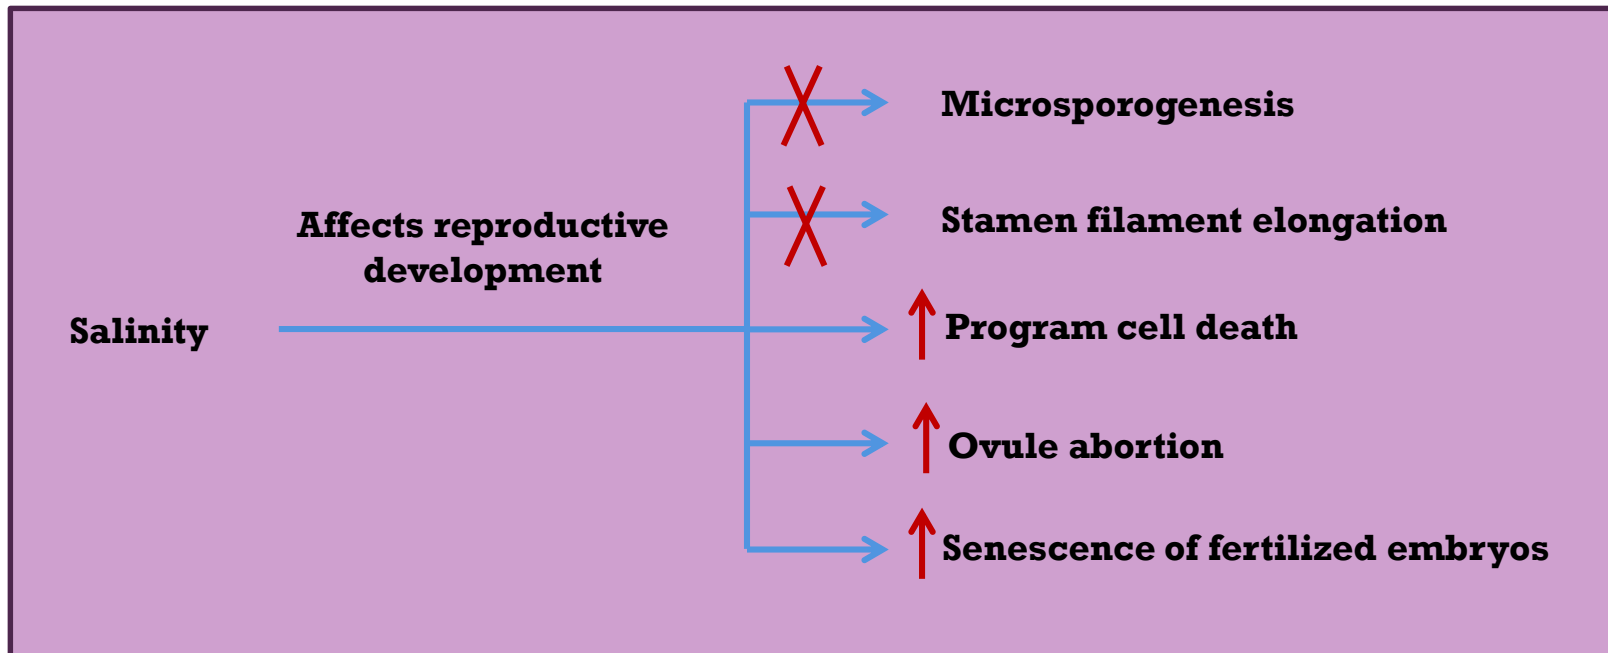 Microsporogenesis
Affects reproductive
development
Stamen filament elongation
Salinity
Program cell death
Ovule abortion
Senescence of fertilized embryos